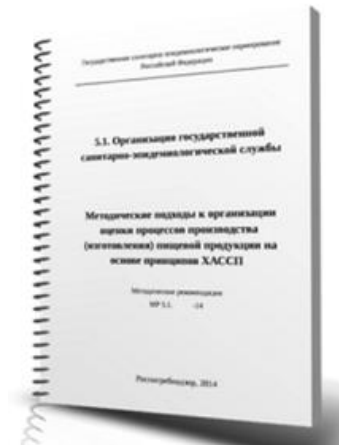 Государственное санитарно-эпидемиологическое нормирование
Российской Федерации
5.1. Организация государственной
санитарно-эпидемиологической службы
Методические подходы к организации
оценки процессов производства
(изготовления) пищевой продукции на
основе принципов ХАССП
Методические рекомендации
МР 5.1. -14
Роспотребнадзор, 2014